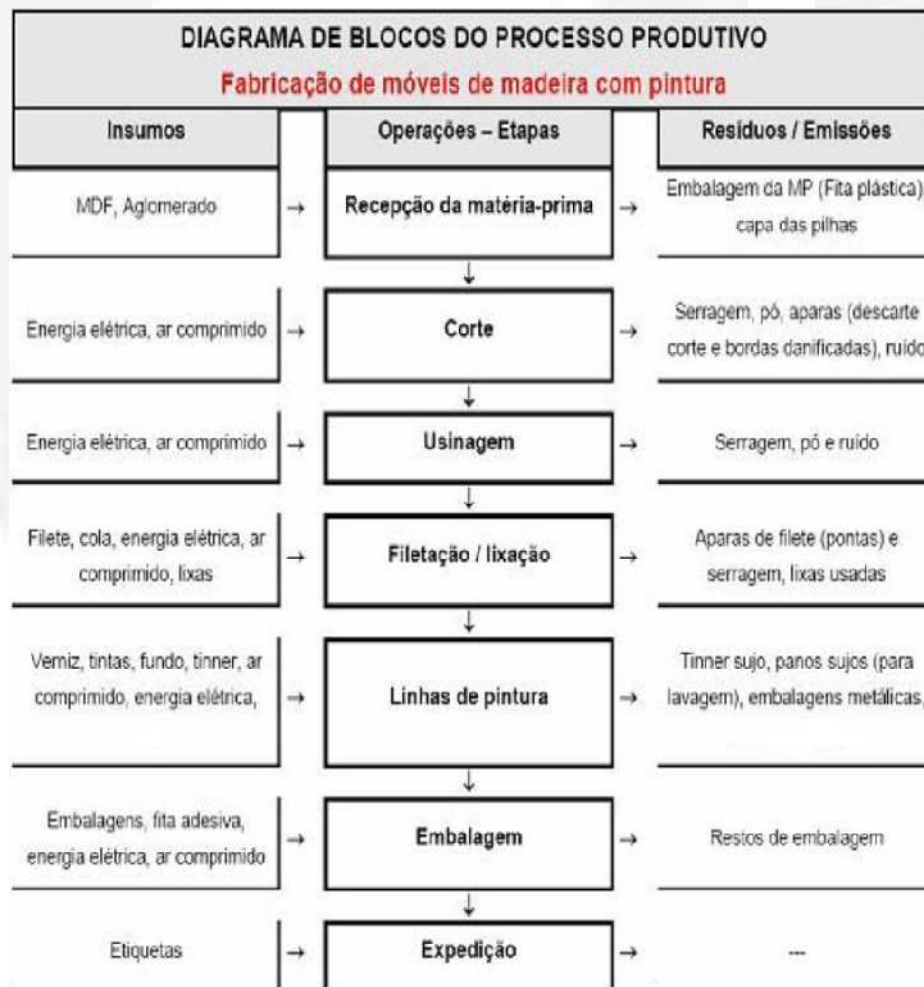 DIAGRAMA DE BLOCOS DO PROCESSO PRODUTIVO
Fabricação de móveis de madeira com pintura
Insumos
Operações – Etapas
Resíduos / Emissões
MDF, Aglomerado
→
Recepção da matéria-prima
→
Embalagem da MP (Fita plástica)
capa das pilhas
↓
Energia elétrica, ar comprimido
→
Corte
→
Serragem, pó, aparas (descarte
corte e bordas danificadas), ruído
↓
Energia elétrica, ar comprimido
→
Usinagem
→
Serragem, pó e ruído
↓
Filete, cola, energia elétrica, ar
comprimido, lixas
→
Filetação / lixação
→
Aparas de filete (pontas) e
serragem, lixas usadas
↓
Verniz, tintas, fundo, tinner, ar
comprimido, energia elétrica,
→
Linhas de pintura
→
Tinner sujo, panos sujos (para
lavagem), embalagens metálicas,
↓
Embalagens, fita adesiva,
energia elétrica, ar comprimido
→
Embalagem
→
Restos de embalagem
↓
Etiquetas
→
Expedição
→
---